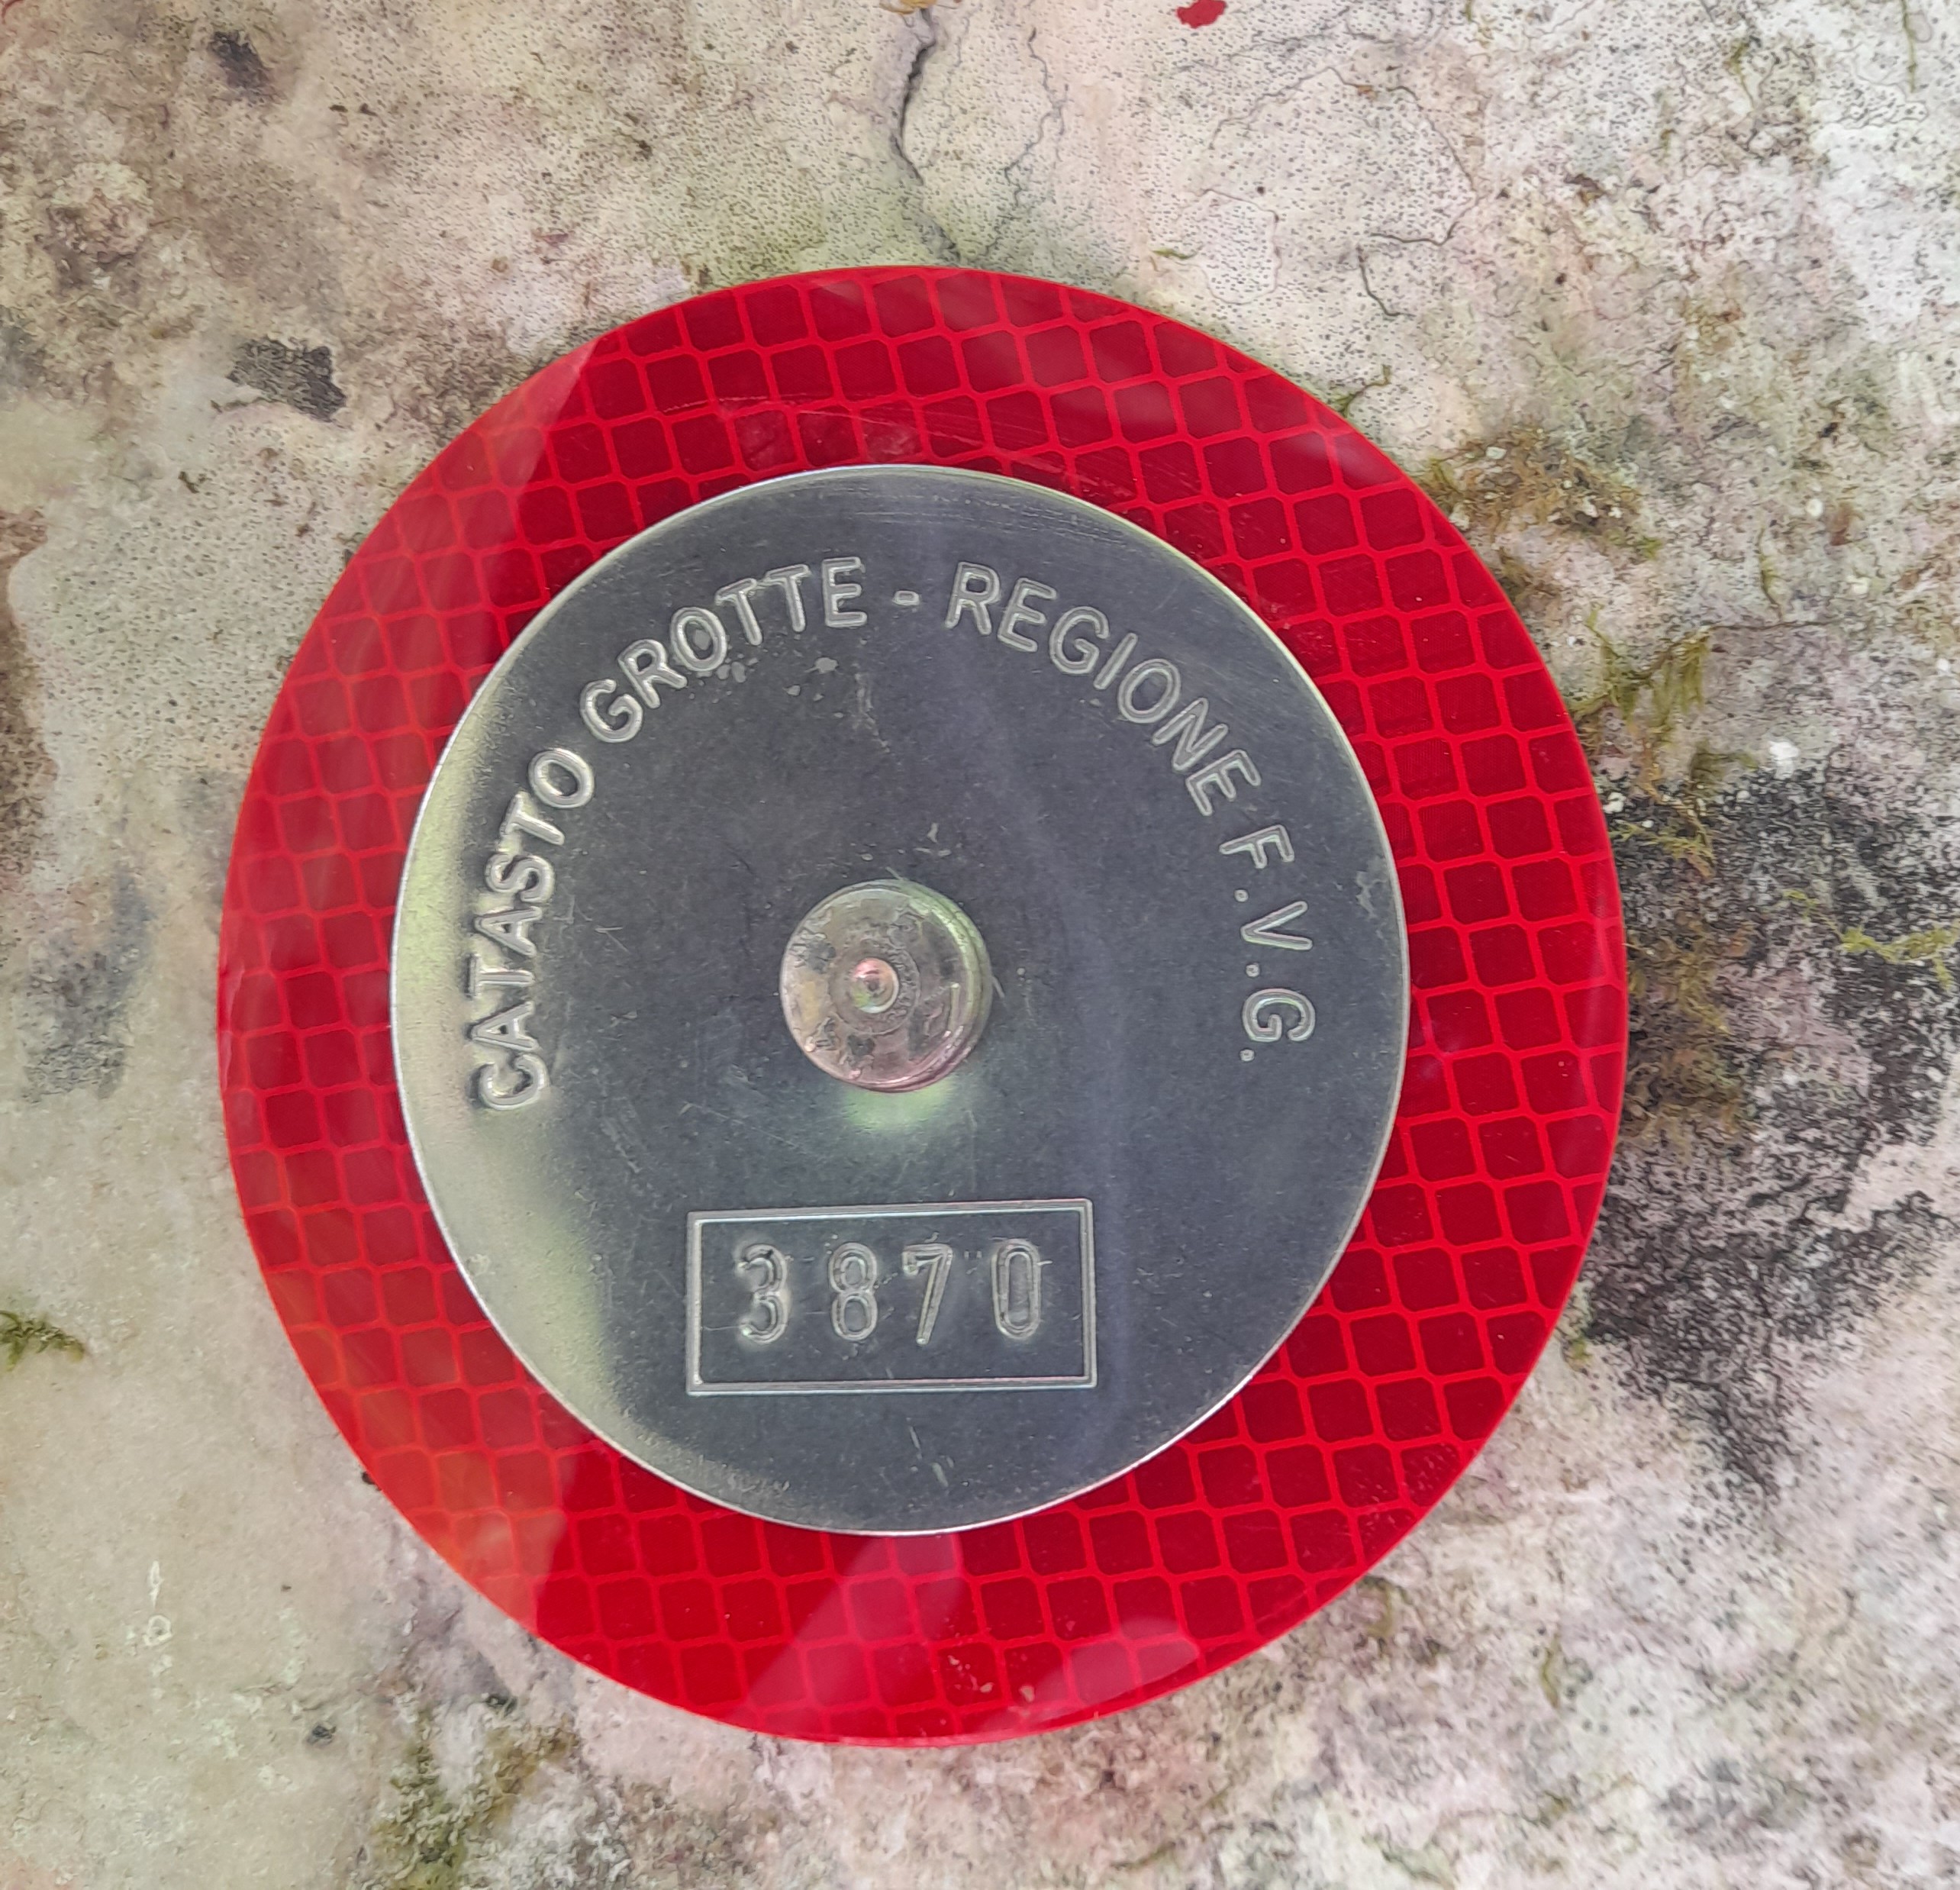 CATASTO GROTTE - REGIONE F.V.G.
3870